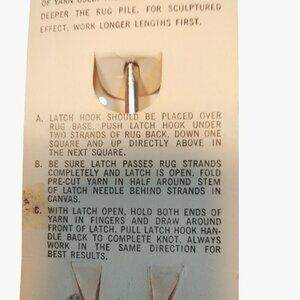 OF YARN USED, THE
DEEPER THE RUG PILE. FOR SCULPTURED
EFFECT, WORK LONGER LENGTHS FIRST.
A. LATCH HOOK SHOULD BE PLACED OVER
RUG BASE. PUSH LATCH HOOK UNDER
TWO STRANDS OF RUG BACK, DOWN ONE
SQUARE AND UP DIRECTLY ABOVE IN
THE NEXT SQUARE.
B. BE SURE LATCH PASSES RUG STRANDS
COMPLETELY AND LATCH IS OPEN. FOLD
PRE-CUT YARN IN HALF AROUND STEM
OF LATCH NEEDLE BEHIND STRANDS IN
CANVAS.
C. WITH LATCH OPEN, HOLD BOTH ENDS OF
YARN IN FINGERS AND DRAW AROUND
FRONT OF LATCH. PULL LATCH HOOK HAN-
DLE BACK TO COMPLETE KNOT. ALWAYS
WORK IN THE SAME DIRECTION FOR
BEST RESULTS.